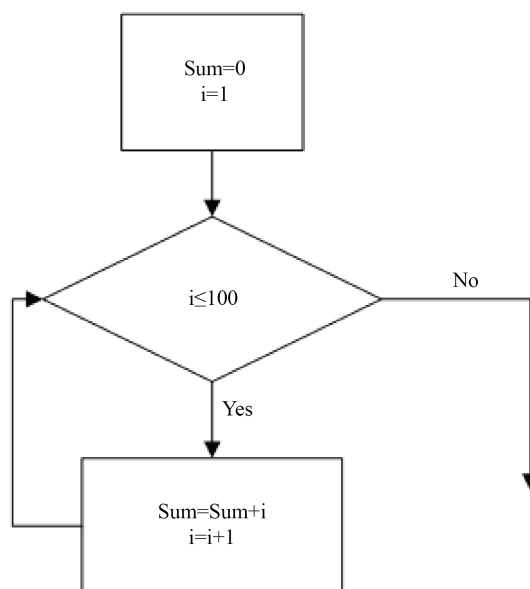 Sum=0
i=1
i≤100
No
Yes
Sum=Sum+i
i=i+1